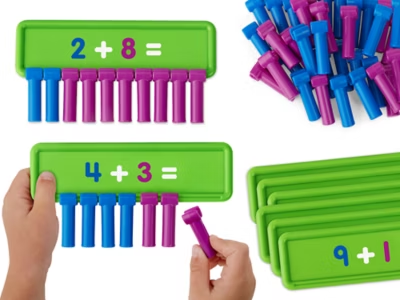 2 + 8 =
4 + 3 =
9 + 1